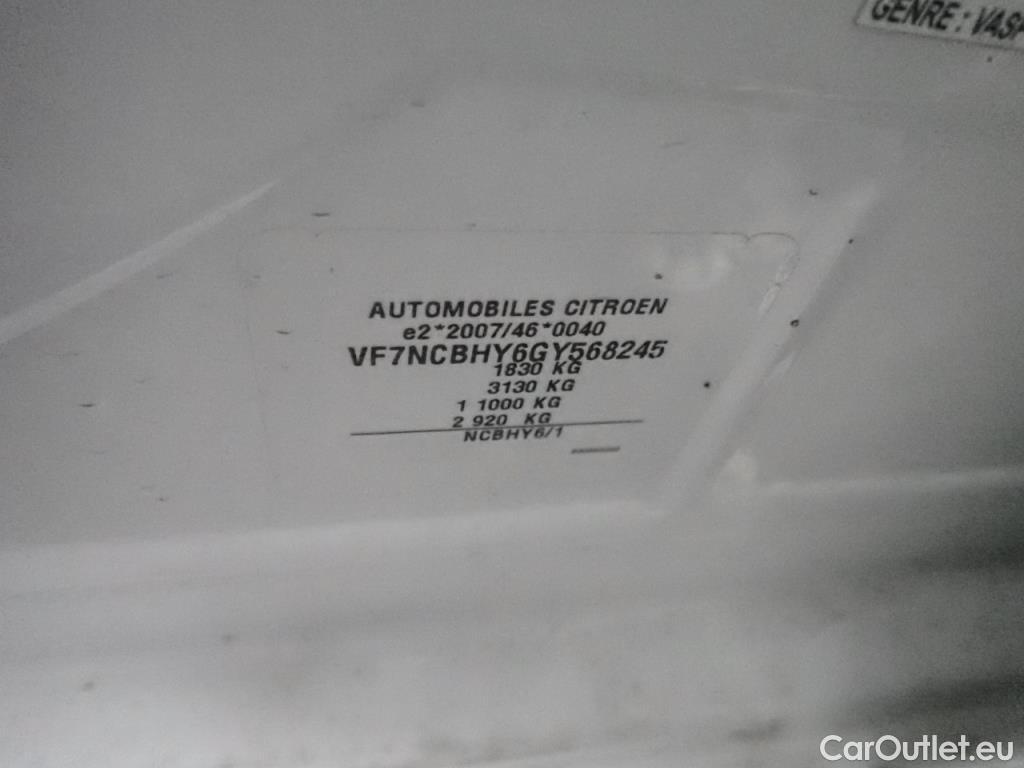 GENRE : VASP
AUTOMOBILES CITROEN
e2*2007/46*0040
VF7NCBHY6GY568245
1830 KG
3130 KG
1 1000 KG
2 920 KG
NCBHY6/1
CarOutlet.eu